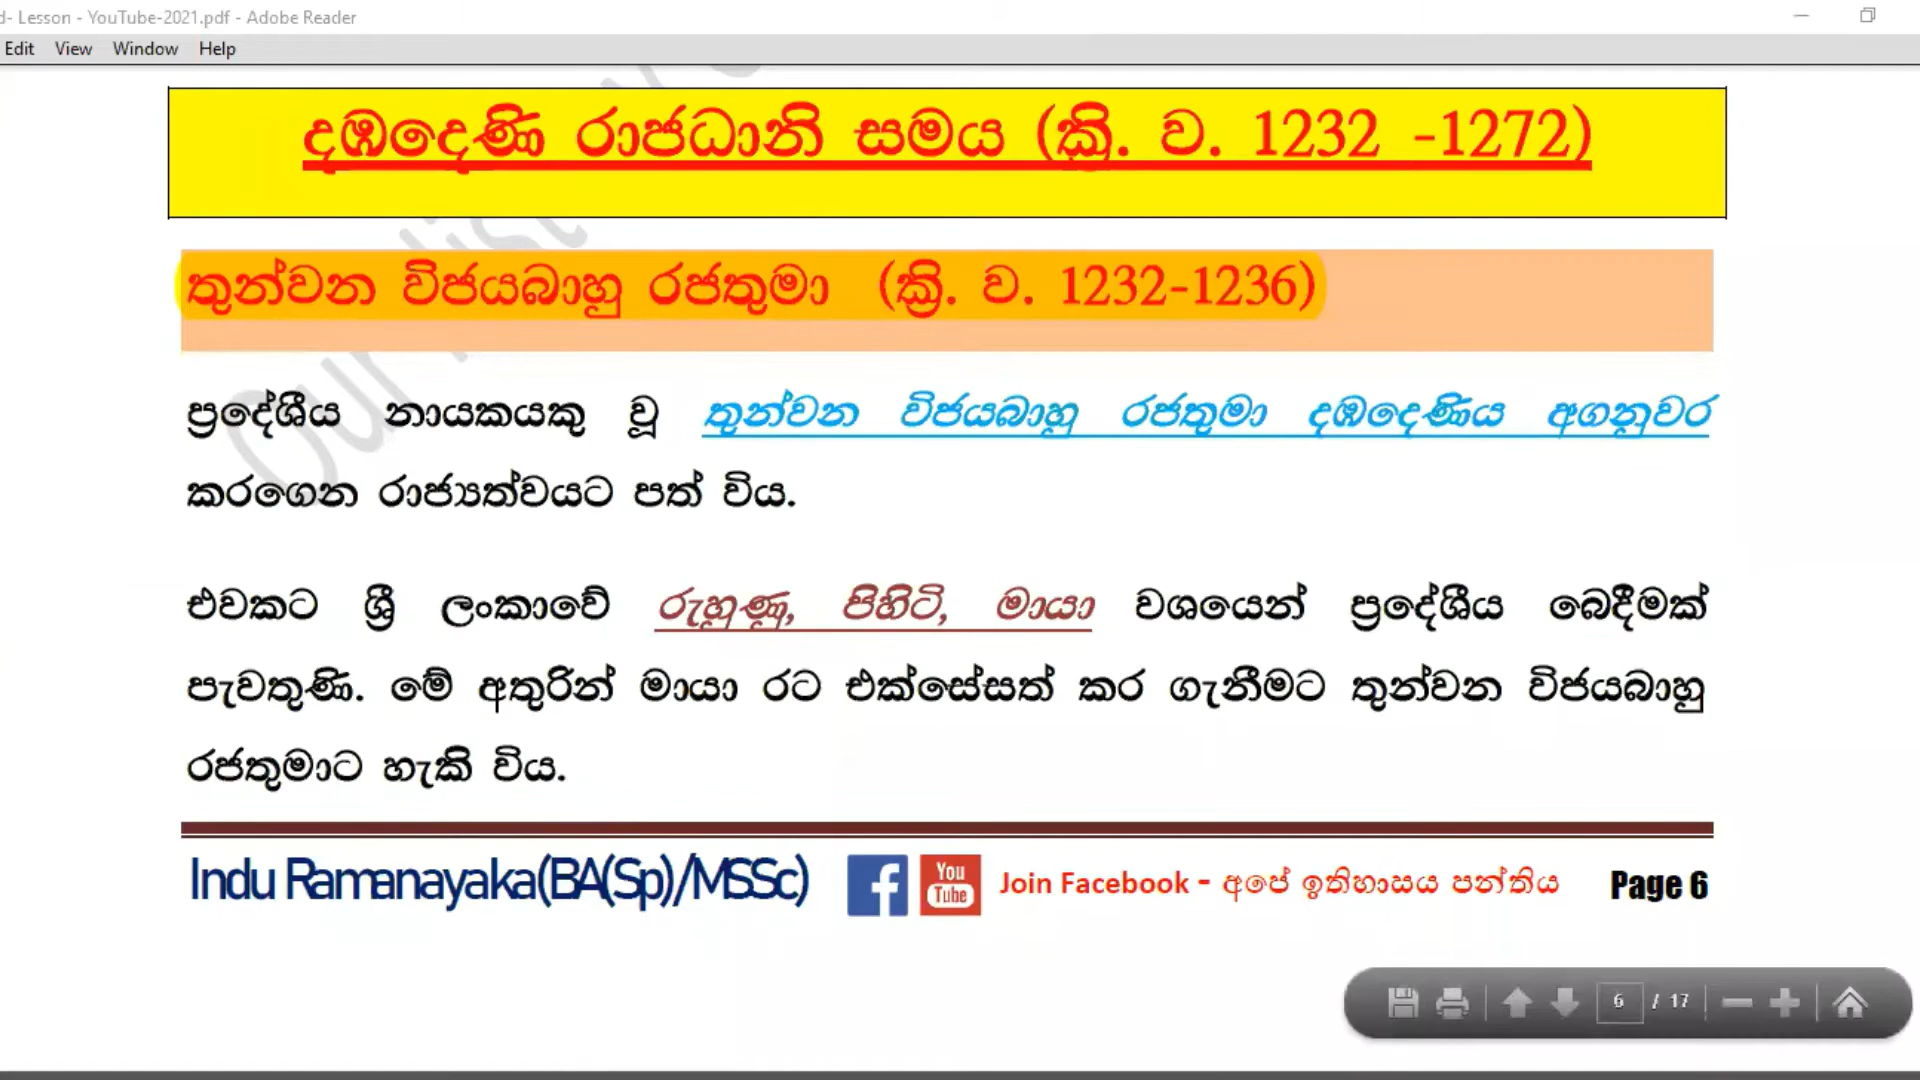 d- Lesson - YouTube-2021.pdf - Adobe Reader
Edit View Window Help
දඹදෙණි රාජධානි සමය (ක්‍රි. ව. 1232 -1272)
තුන්වන විජයබාහු රජතුමා (ක්‍රි. ව. 1232-1236)
ප්‍රදේශීය නායකයකු වූ තුන්වන විජයබාහු රජතුමා දඹදෙණිය අගනුවර
කරගෙන රාජ්‍යත්වයට පත් විය.
එවකට ශ්‍රී ලංකාවේ රුහුණු, පිහිටි, මායා වශයෙන් ප්‍රදේශීය බෙදීමක්
පැවතුණි. මේ අතුරින් මායා රට එක්සේසත් කර ගැනීමට තුන්වන විජයබාහු
රජතුමාට හැකි විය.
Indu Ramanayaka(BA(Sp)/MSSc) f You Tube Join Facebook - අපේ ඉතිහාසය පන්තිය Page 6
6 / 17